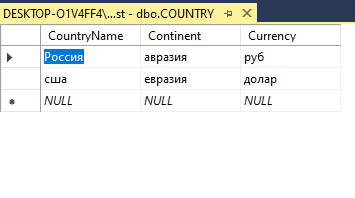 DESKTOP-O1V4FF4\...st - dbo.COUNTRY
CountryName Continent Currency
Россия авразия руб
сша евразия долар
NULL NULL NULL